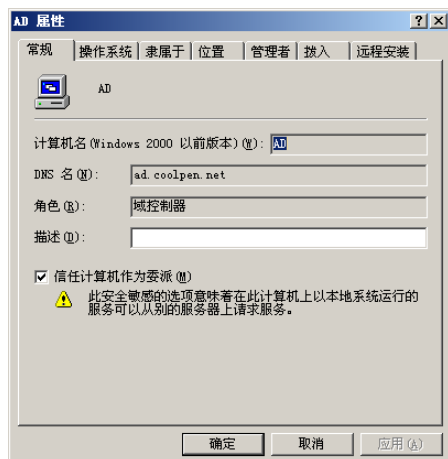 AD 属性
常规 操作系统 隶属于 位置 管理者 拨入 远程安装
AD
计算机名(Windows 2000 以前版本)(W): AD
DNS 名(N): ad.coolpen.net
角色(R): 域控制器
描述(D):
信任计算机作为委派(M)
此安全敏感的选项意味着在此计算机上以本地系统运行的
服务可以从别的服务器上请求服务。
确定 取消 应用(A)